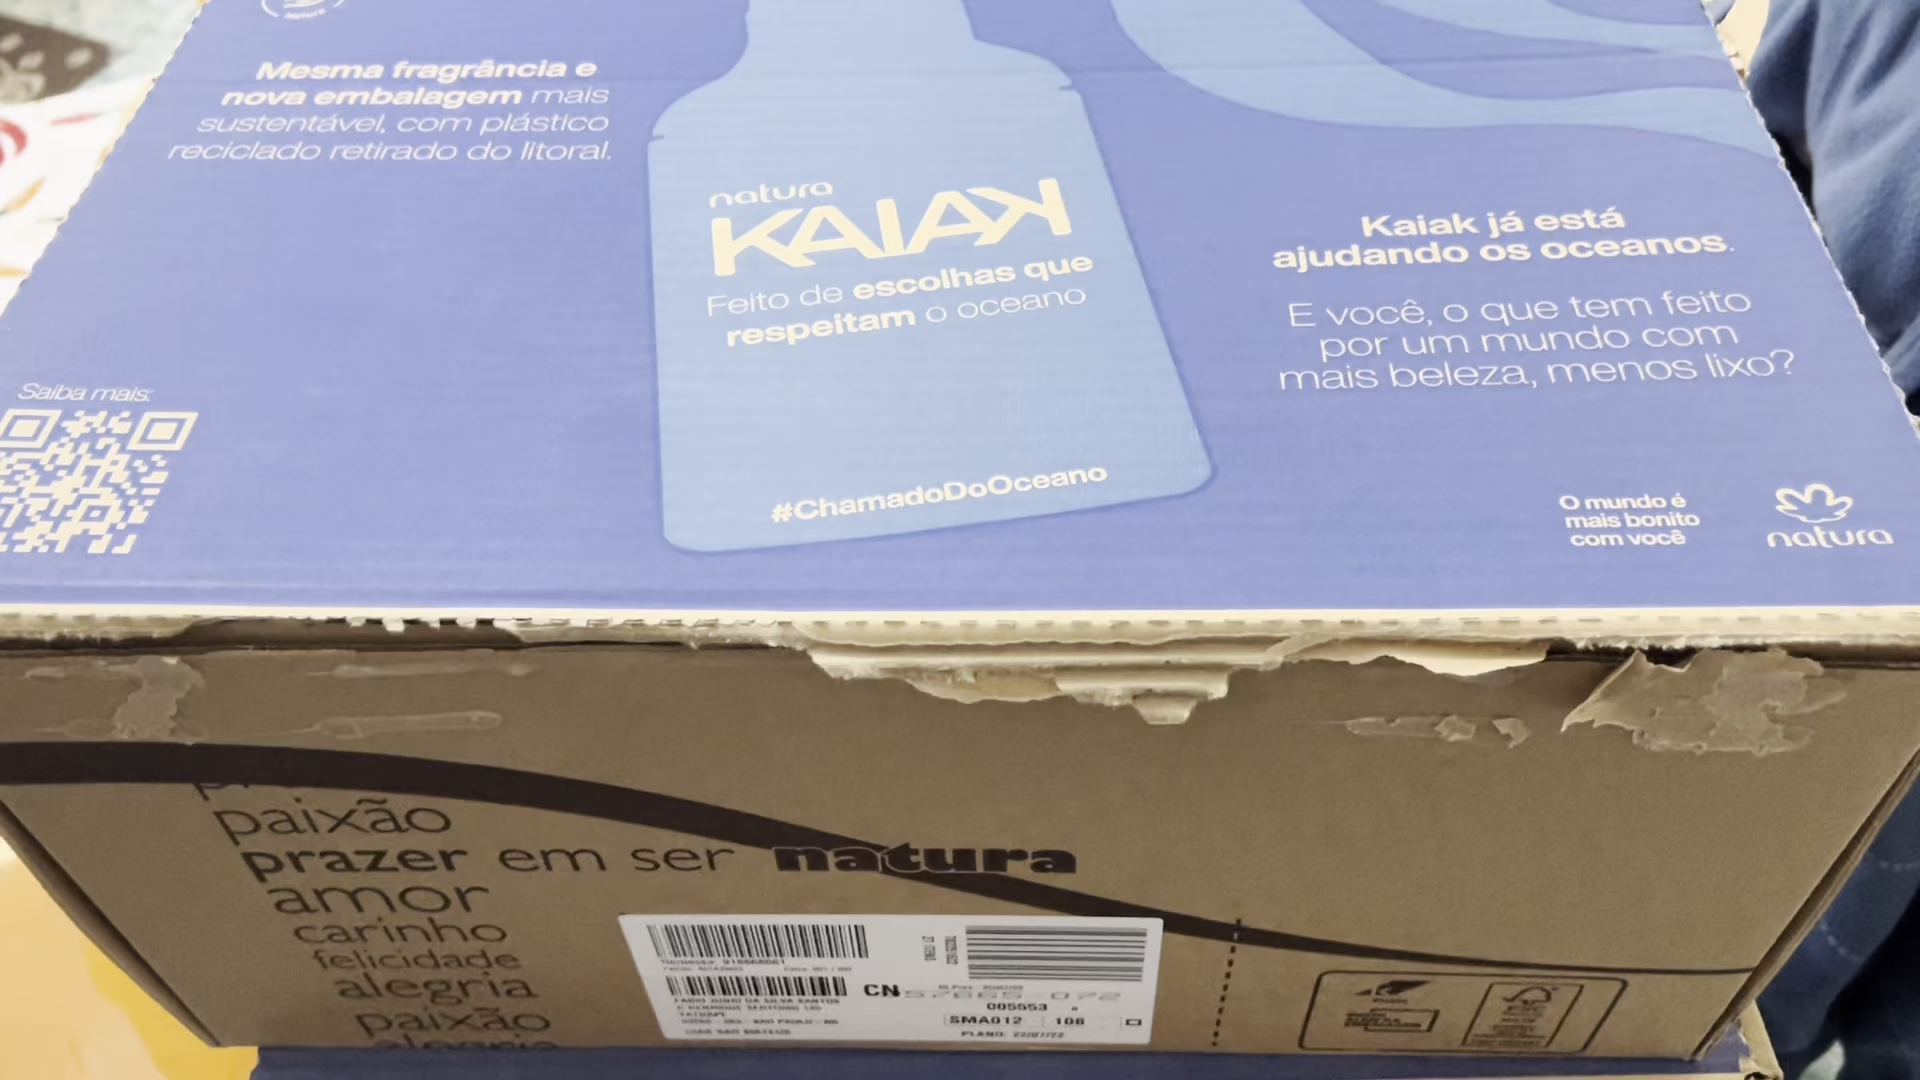 natura
Mesma fragrância e
nova embalagem mais
sustentável, com plástico
reciclado retirado do litoral.
natura
KAIAK
Feito de escolhas que
respeitam o oceano
#ChamadoDoOceano
Kaiak já está
ajudando os oceanos.
E você, o que tem feito
por um mundo com
mais beleza, menos lixo?
Saiba mais:
O mundo é
mais bonito
com você
natura
paixão
prazer em ser natura
amor
carinho
felicidade
alegria
paixão
alegria
CN
005553
SMA012 106